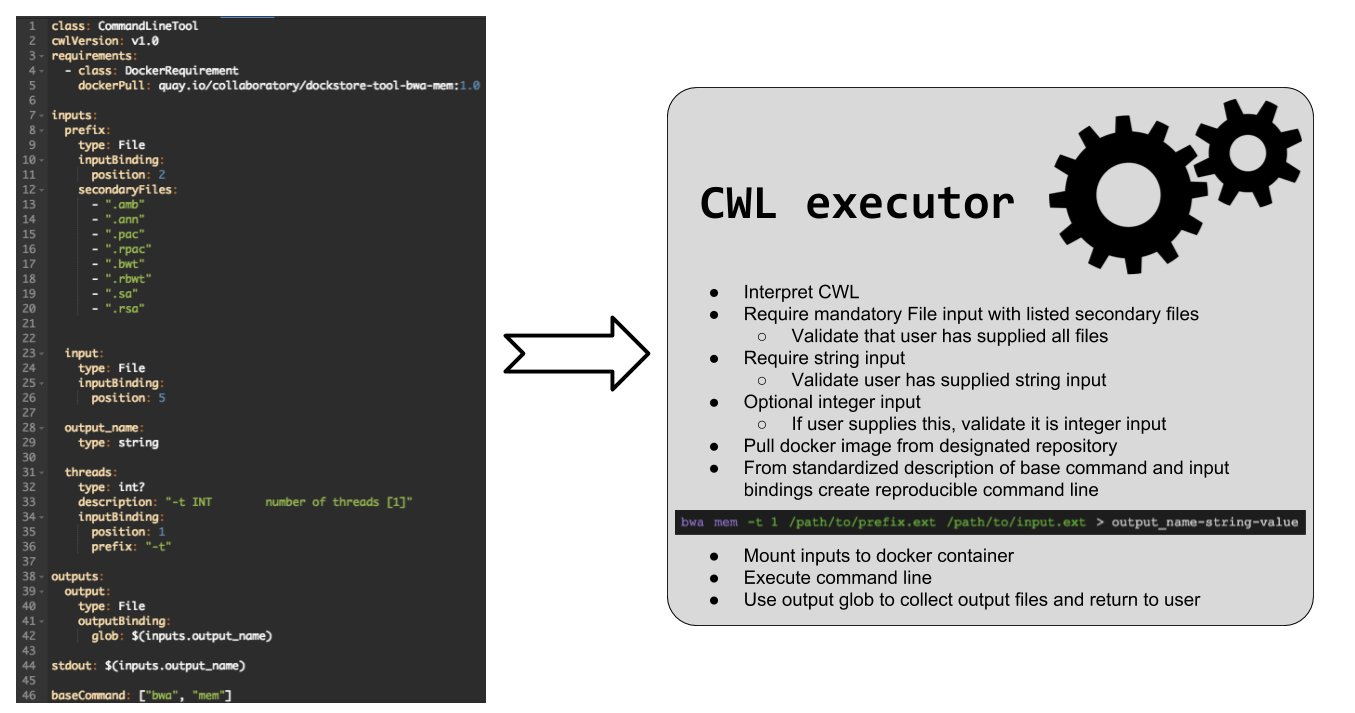 1 class: CommandLineTool
2 cwlVersion: v1.0
3 requirements:
4 - class: DockerRequirement
5 dockerPull: quay.io/collaboratory/dockstore-tool-bwa-mem:1.0
6
7 inputs:
8 prefix:
9 type: File
10 inputBinding:
11 position: 2
12 secondaryFiles:
13 - ".amb"
14 - ".ann"
15 - ".pac"
16 - ".rpac"
17 - ".bwt"
18 - ".rbwt"
19 - ".sa"
20 - ".rsa"
21
22
23 input:
24 type: File
25 inputBinding:
26 position: 5
27
28 output_name:
29 type: string
30
31 threads:
32 type: int?
33 description: "-t INT        number of threads [1]"
34 inputBinding:
35 position: 1
36 prefix: "-t"
37
38 outputs:
39 output:
40 type: File
41 outputBinding:
42 glob: $(inputs.output_name)
43
44 stdout: $(inputs.output_name)
45
46 baseCommand: ["bwa", "mem"]
CWL executor
● Interpret CWL
● Require mandatory File input with listed secondary files
○ Validate that user has supplied all files
● Require string input
○ Validate user has supplied string input
● Optional integer input
○ If user supplies this, validate it is integer input
● Pull docker image from designated repository
● From standardized description of base command and input
bindings create reproducible command line
bwa mem -t 1 /path/to/prefix.ext /path/to/input.ext > output_name-string-value
● Mount inputs to docker container
● Execute command line
● Use output glob to collect output files and return to user